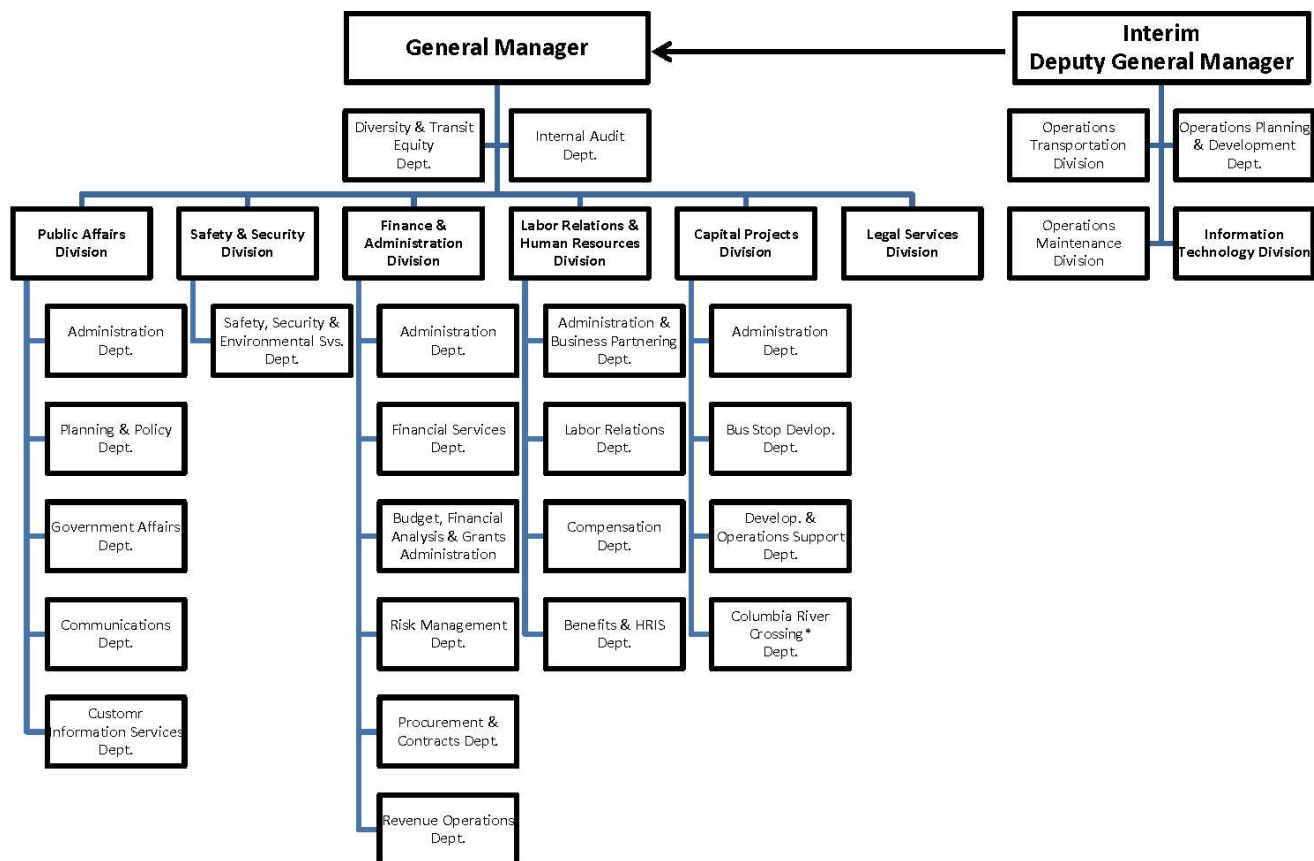 General Manager
Interim
Deputy General Manager
Diversity & Transit
Equity
Dept.
Internal Audit
Dept.
Operations
Transportation
Division
Operations Planning
& Development
Dept.
Public Affairs
Division
Safety & Security
Division
Finance &
Administration
Division
Labor Relations &
Human Resources
Division
Capital Projects
Division
Legal Services
Division
Operations
Maintenance
Division
Information
Technology Division
Administration
Dept.
Safety, Security &
Environmental Svs.
Dept.
Administration
Dept.
Administration &
Business Partnering
Dept.
Administration
Dept.
Planning & Policy
Dept.
Financial Services
Dept.
Labor Relations
Dept.
Bus Stop Devlop.
Dept.
Government Affairs
Dept.
Budget, Financial
Analysis & Grants
Administration
Compensation
Dept.
Develop. &
Operations Support
Dept.
Communications
Dept.
Risk Management
Dept.
Benefits & HRIS
Dept.
Columbia River
Crossing*
Dept.
Customr
Information Services
Dept.
Procurement &
Contracts Dept.
Revenue Operations
Dept.